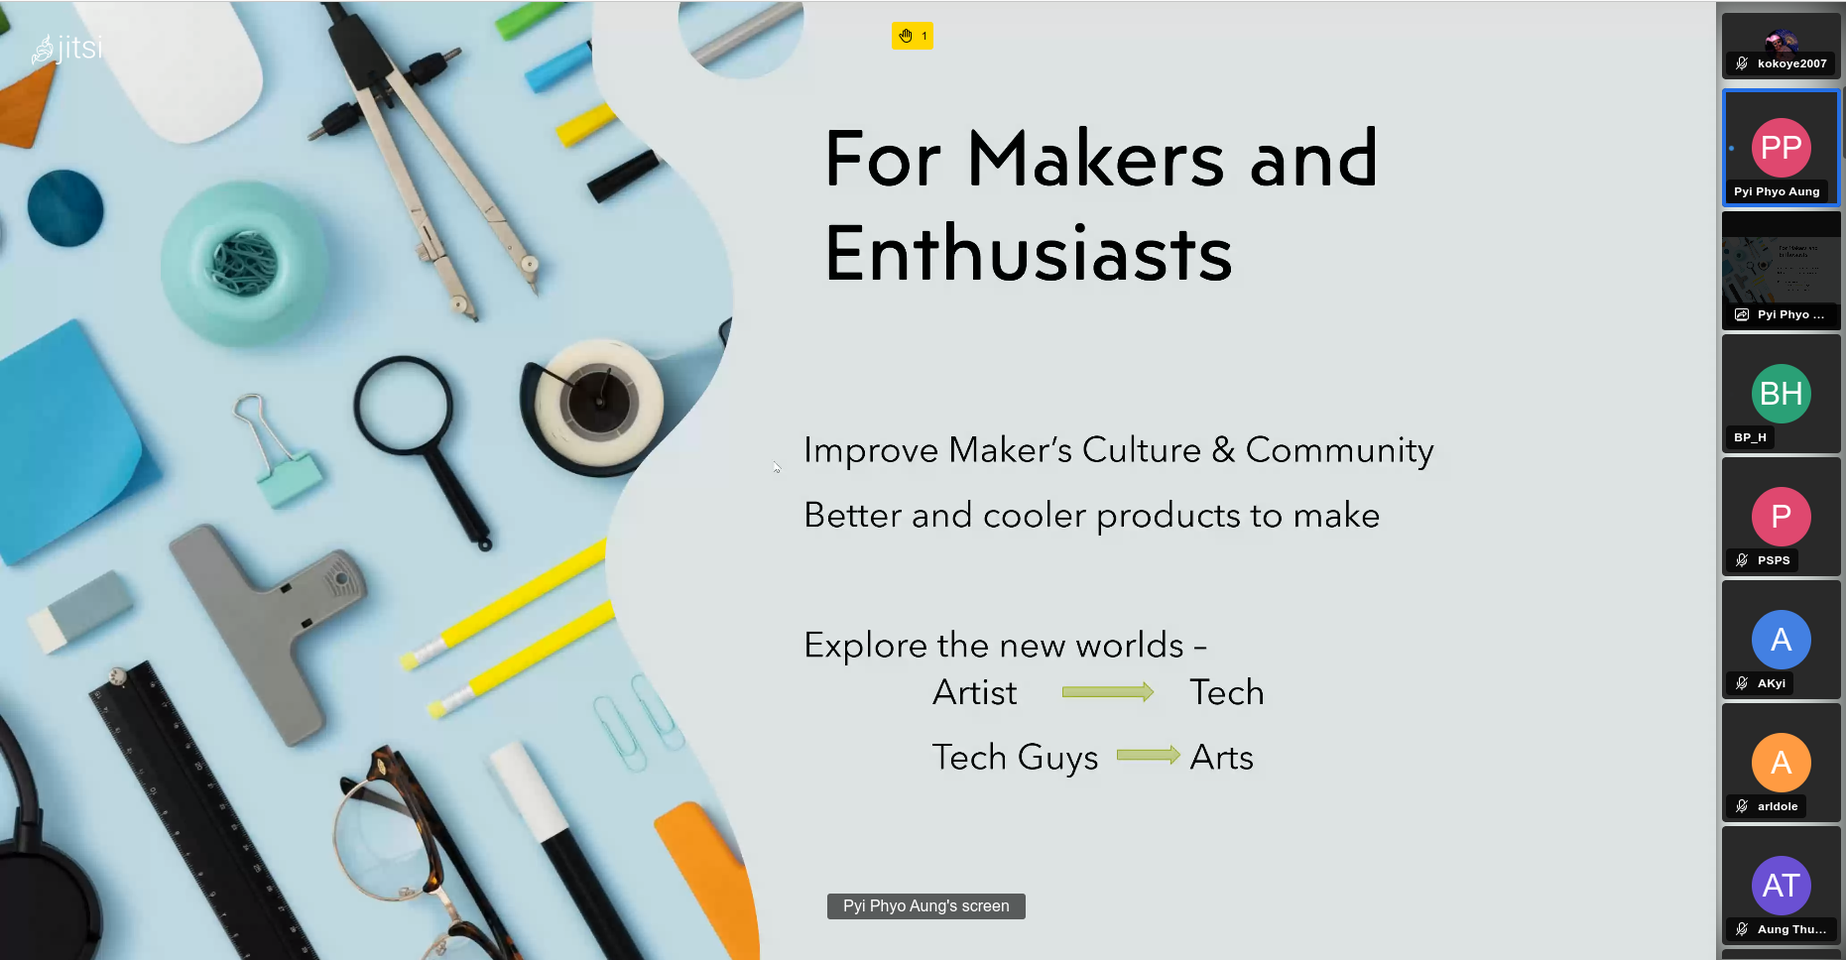 jitsi
1
For Makers and
Enthusiasts
Improve Maker’s Culture & Community
Better and cooler products to make
Explore the new worlds –
Artist Tech
Tech Guys Arts
Pyi Phyo Aung's screen
kokoye2007
PP
Pyi Phyo Aung
Pyi Phyo ...
BH
BP_H
P
PSPS
A
AKyi
A
arldole
AT
Aung Thu...